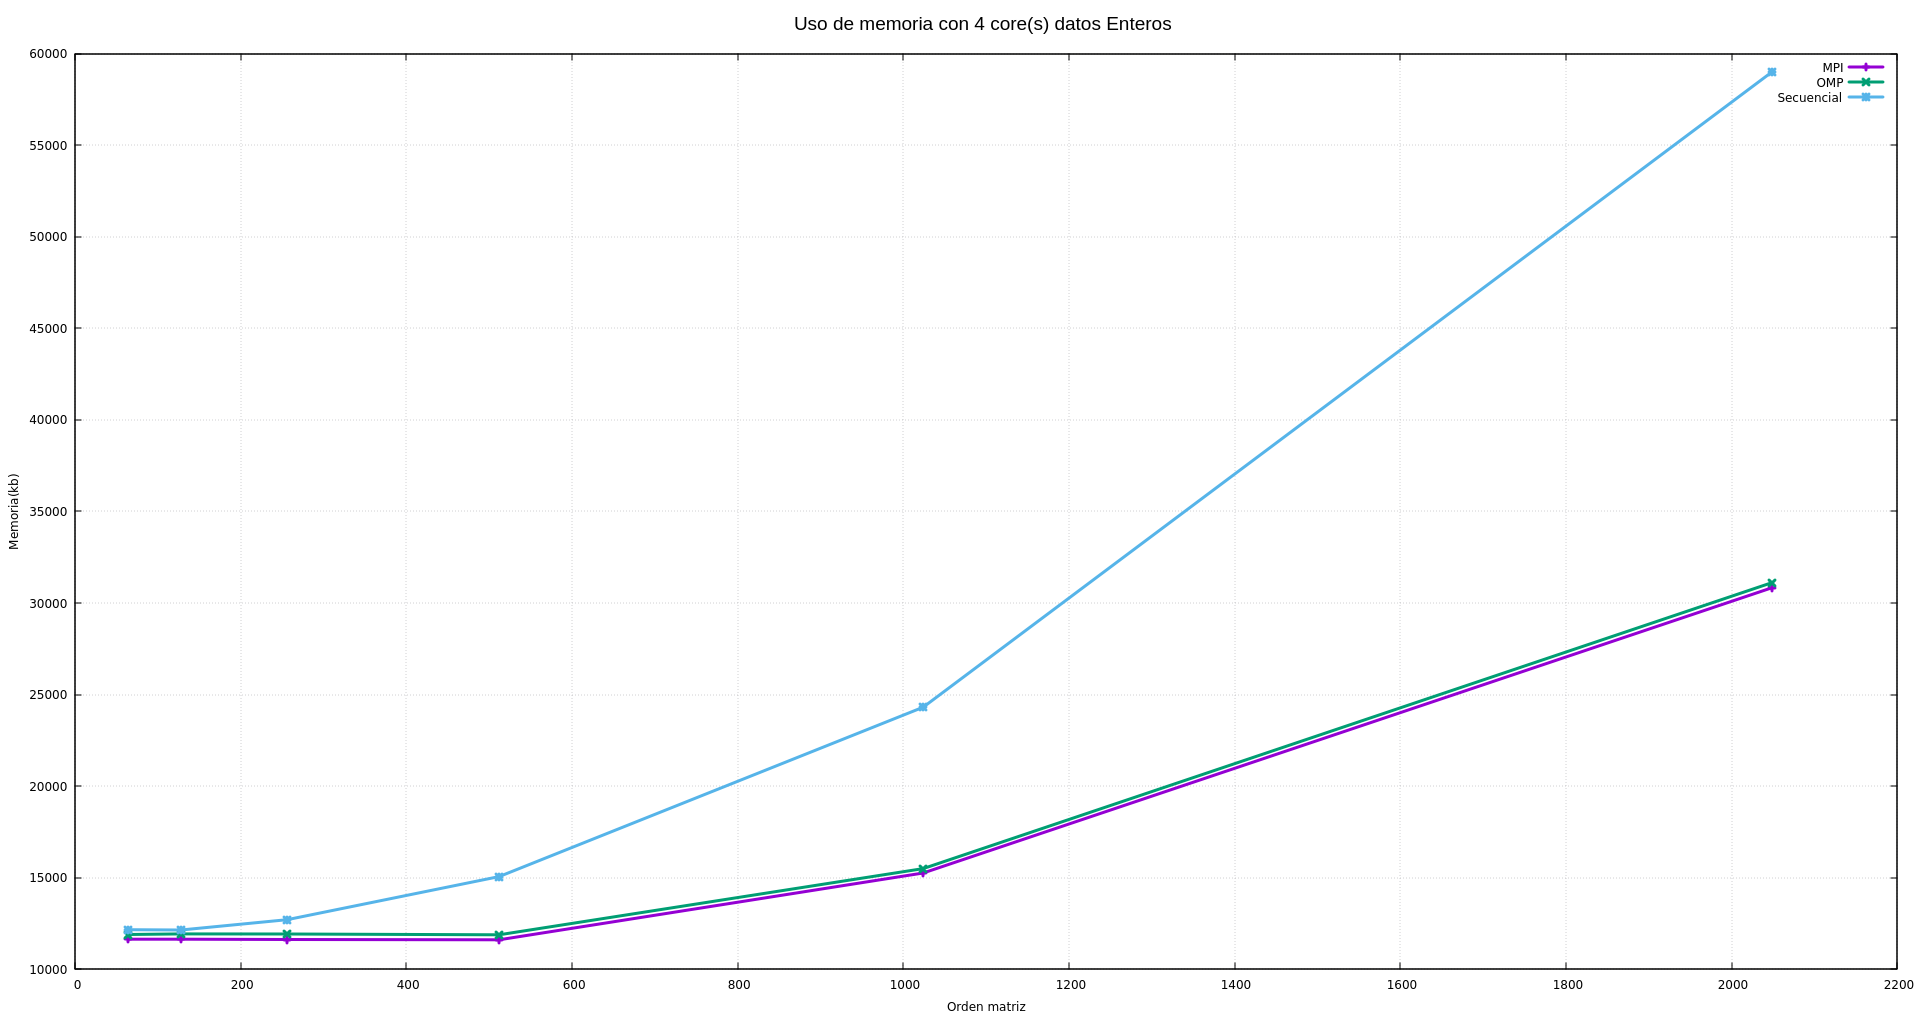 Uso de memoria con 4 core(s) datos Enteros
60000
55000
50000
45000
40000
35000
30000
25000
20000
15000
10000
Memoria(kb)
MPI
OMP
Secuencial
0 200 400 600 800 1000 1200 1400 1600 1800 2000 2200
Orden matriz